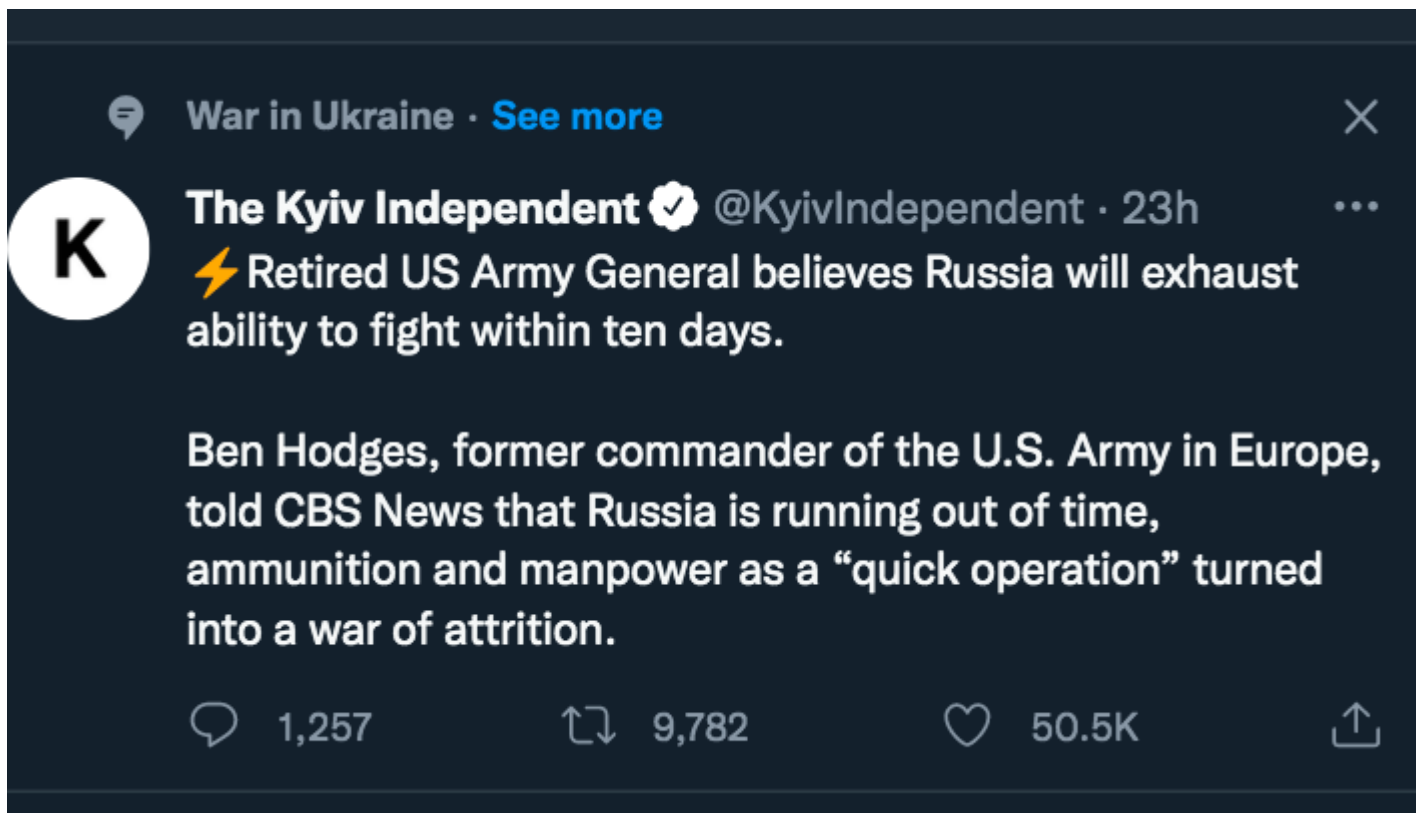 War in Ukraine · See more
K
The Kyiv Independent @KyivIndependent · 23h
⚡Retired US Army General believes Russia will exhaust
ability to fight within ten days.
Ben Hodges, former commander of the U.S. Army in Europe,
told CBS News that Russia is running out of time,
ammunition and manpower as a “quick operation” turned
into a war of attrition.
1,257 9,782 50.5K